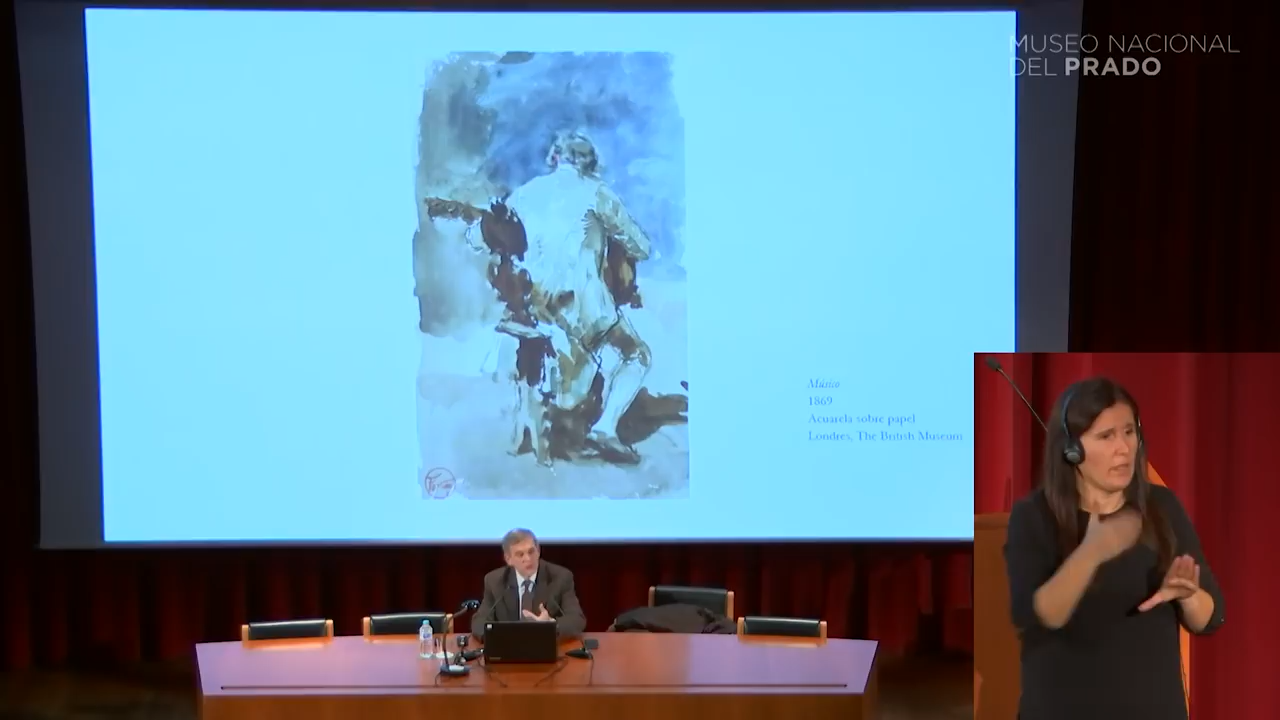 MUSEO NACIONAL
DEL PRADO
Músico
1869
Acuarela sobre papel
Londres, The British Museum